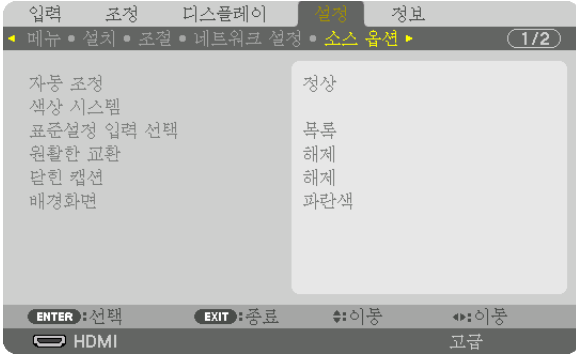 입력 조정 디스플레이 설정 정보
◀ 메뉴 ● 설치 ● 조절 ● 네트워크 설정 ● 소스 옵션 ▶ 1/2
자동 조정 정상
색상 시스템
표준설정 입력 선택 목록
원활한 교환 해제
닫힌 캡션 해제
배경화면 파란색
ENTER :선택 EXIT :종료 ♦:이동 ◀▶:이동
HDMI 고급